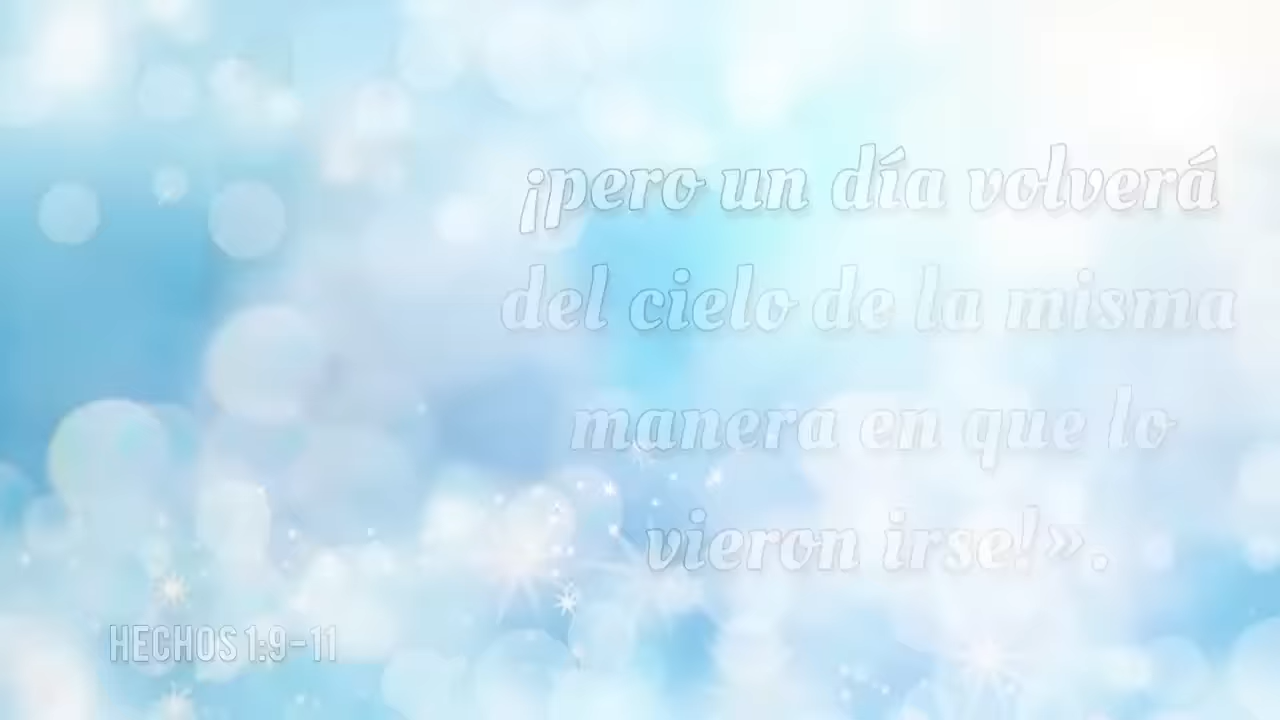 ¡pero un día volverá
del cielo de la misma
manera en que lo
vieron irse!».
HECHOS 1:9-11